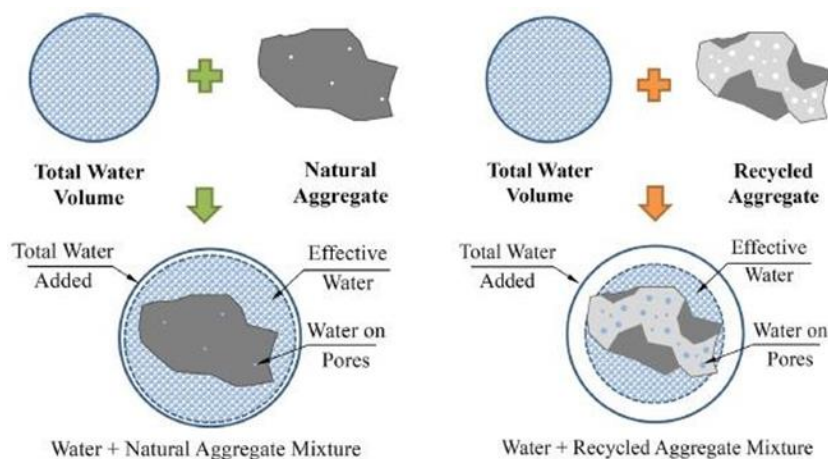 Total Water
Volume
Natural
Aggregate
Total Water
Added
Effective
Water
Water on
Pores
Water + Natural Aggregate Mixture
Total Water
Volume
Recycled
Aggregate
Total Water
Added
Effective
Water
Water on
Pores
Water + Recycled Aggregate Mixture